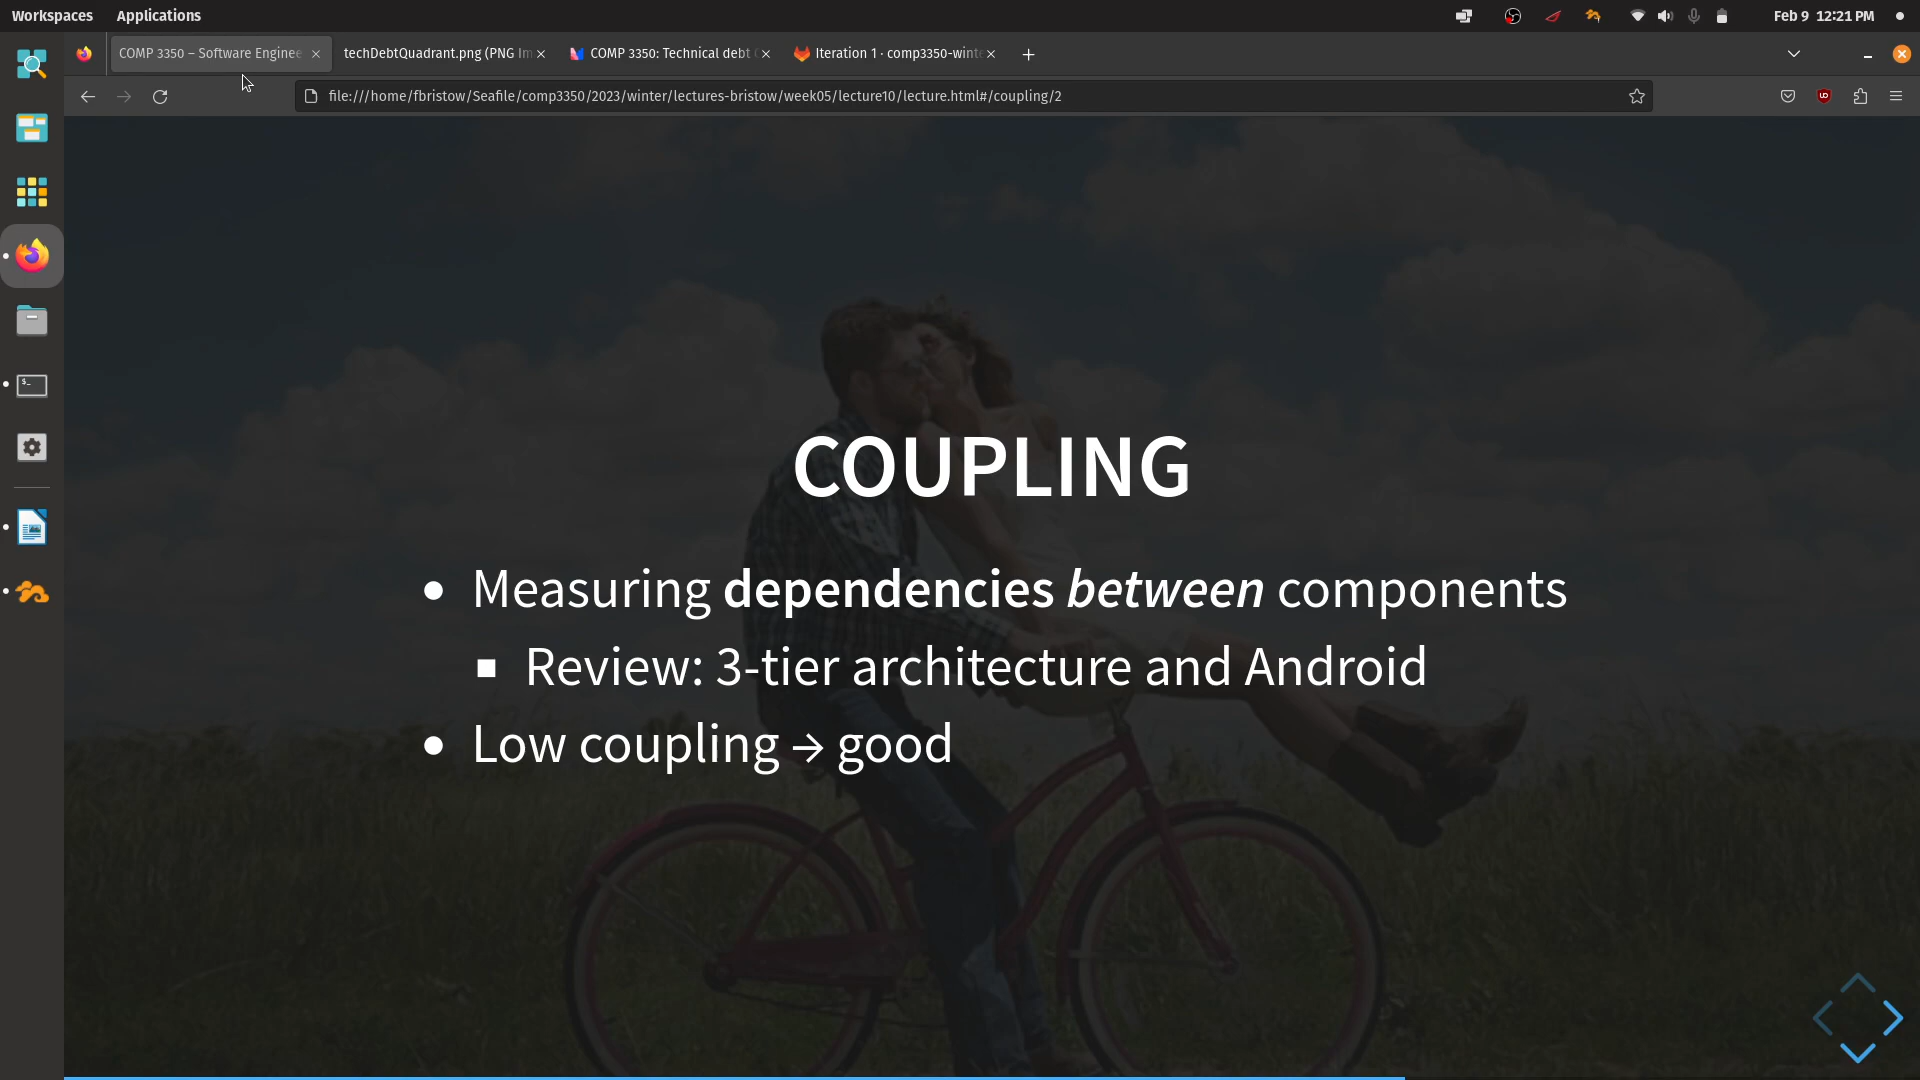 Workspaces Applications Feb 9 12:21 PM
COMP 3350 – Software Enginee techDebtQuadrant.png (PNG Im COMP 3350: Technical debt Iteration 1 · comp3350-wint
file:///home/fbristow/Seafile/comp3350/2023/winter/lectures-bristow/week05/lecture10/lecture.html#/coupling/2
COUPLING
• Measuring dependencies between components
▪ Review: 3-tier architecture and Android
• Low coupling → good